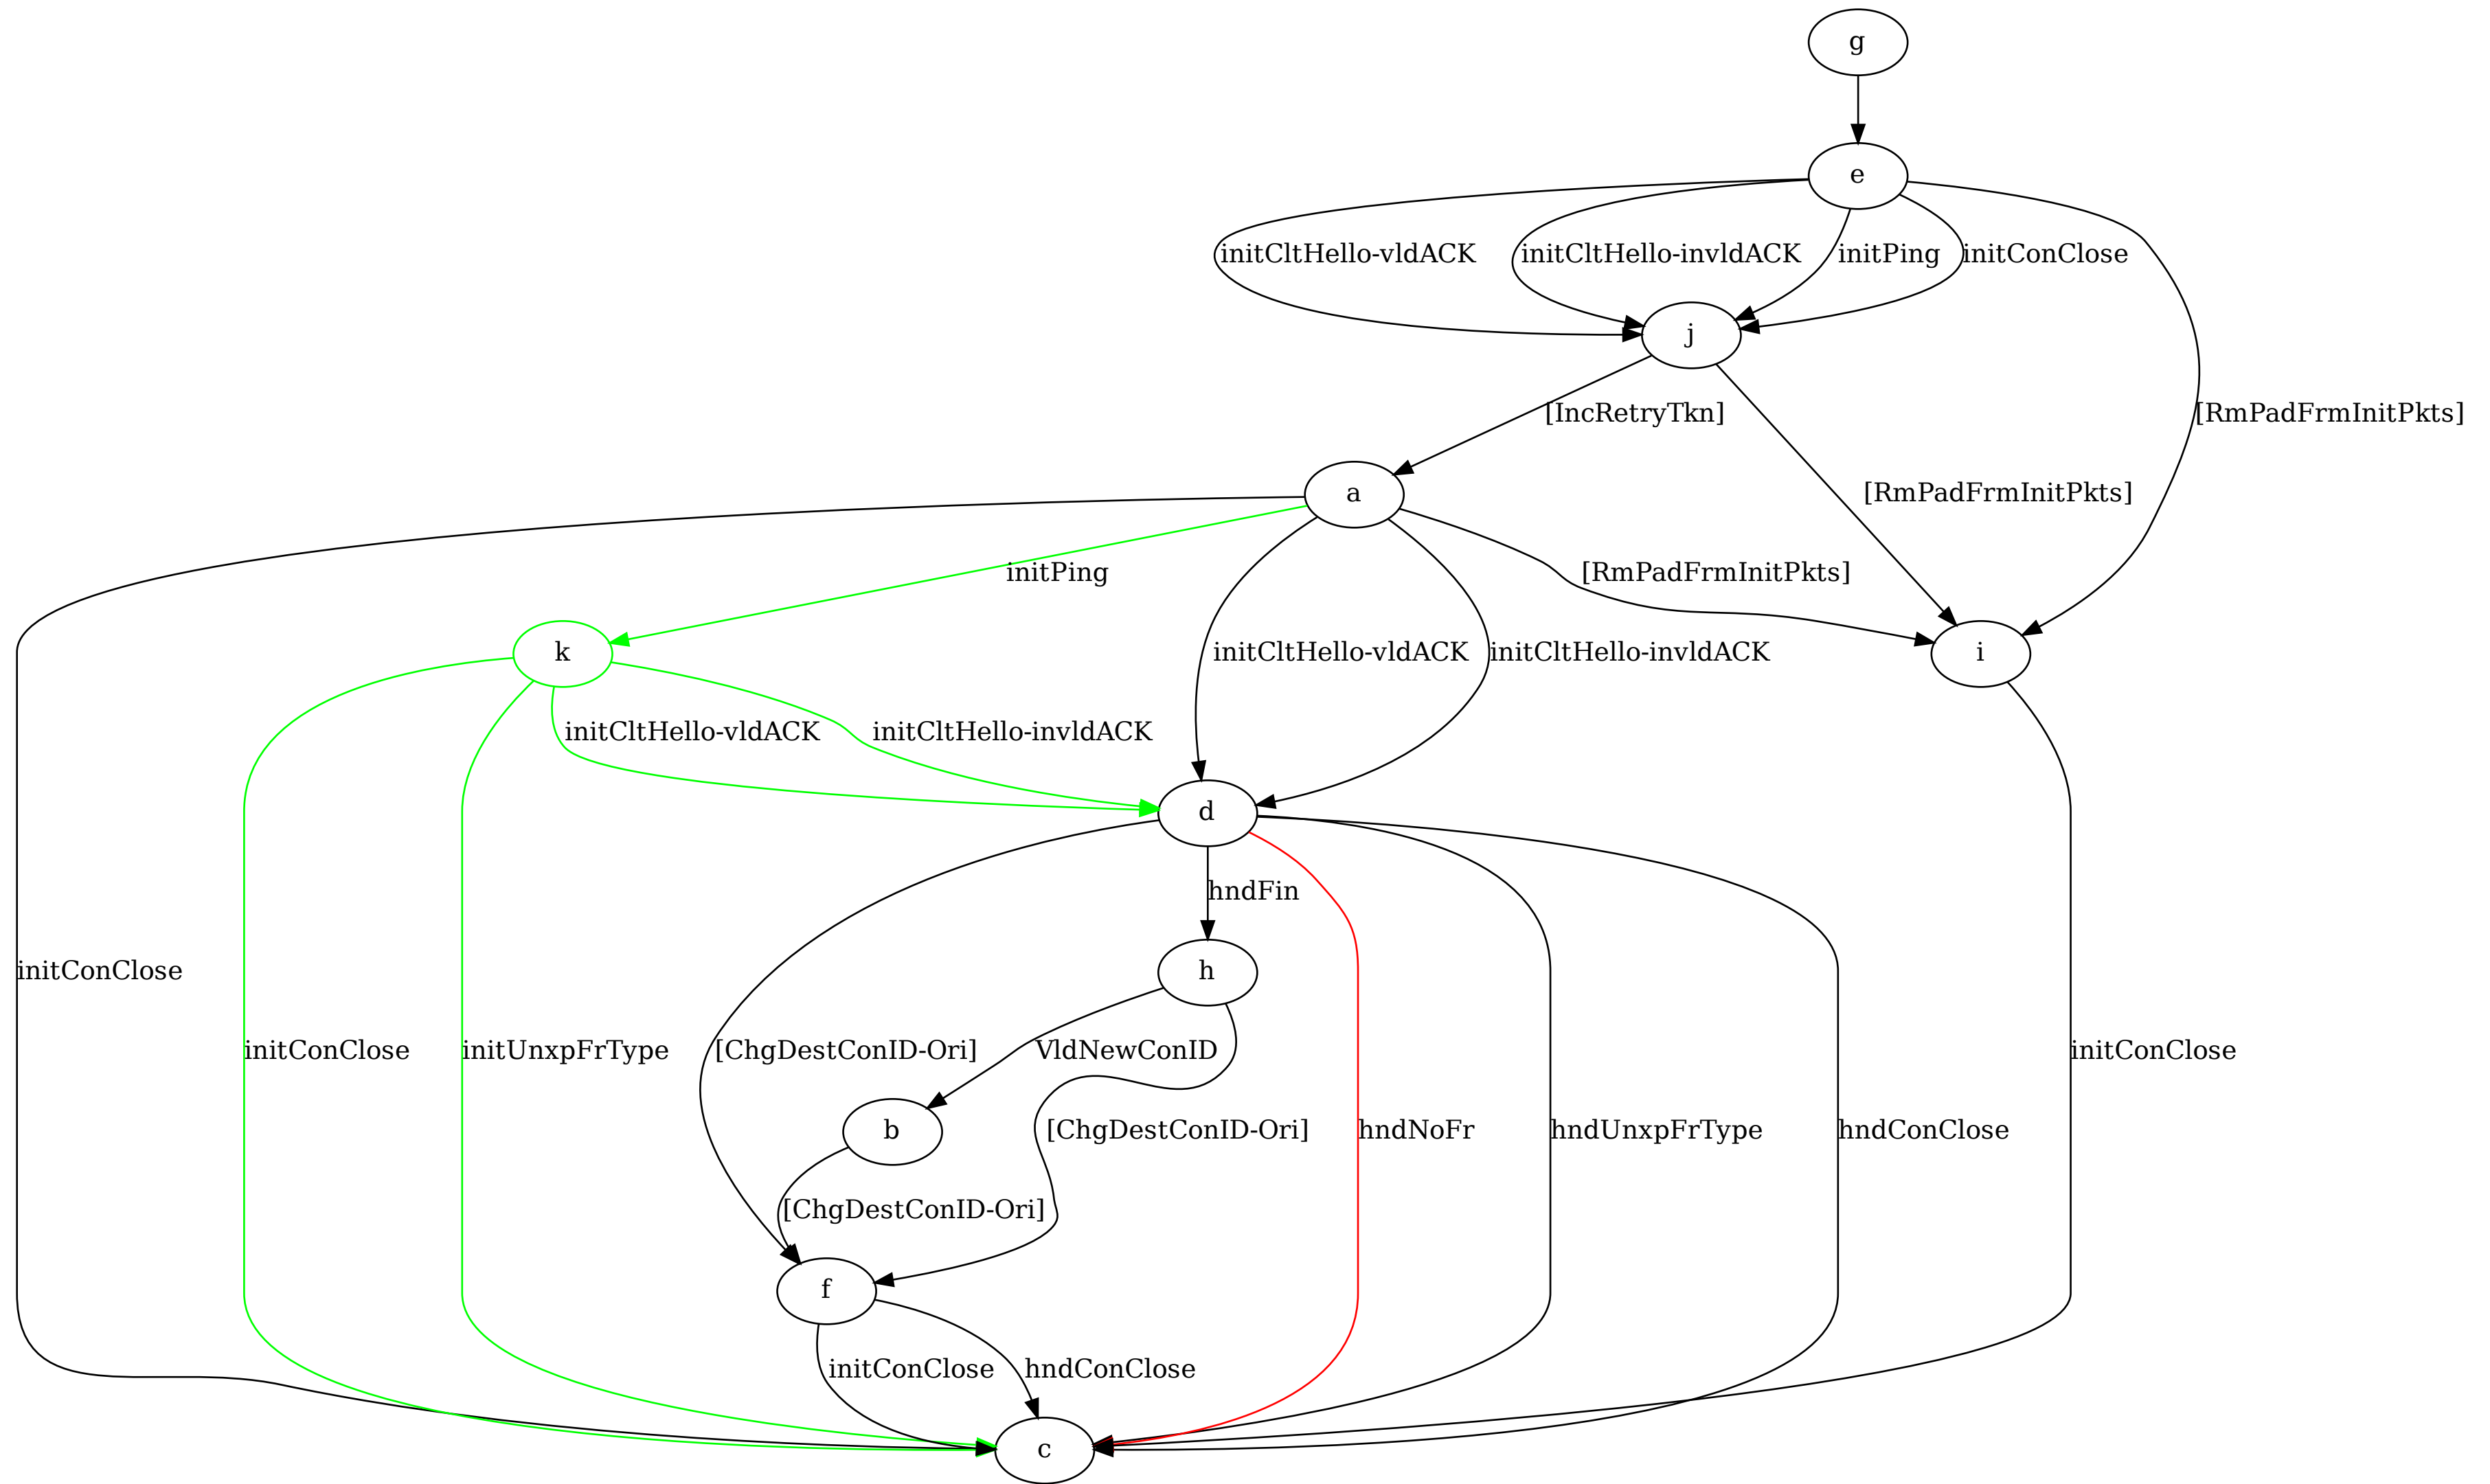 g
e
initCltHello-vldACK
initCltHello-invldACK
initPing
initConClose
j
[IncRetryTkn]
[RmPadFrmInitPkts]
[RmPadFrmInitPkts]
a
initPing
[RmPadFrmInitPkts]
k
initCltHello-vldACK
initCltHello-invldACK
i
initCltHello-vldACK
initCltHello-invldACK
d
hndFin
initConClose
h
initConClose
initUnxpFrType
[ChgDestConID-Ori]
VldNewConID
initConClose
b
[ChgDestConID-Ori]
hndNoFr
hndUnxpFrType
hndConClose
[ChgDestConID-Ori]
f
initConClose
hndConClose
c